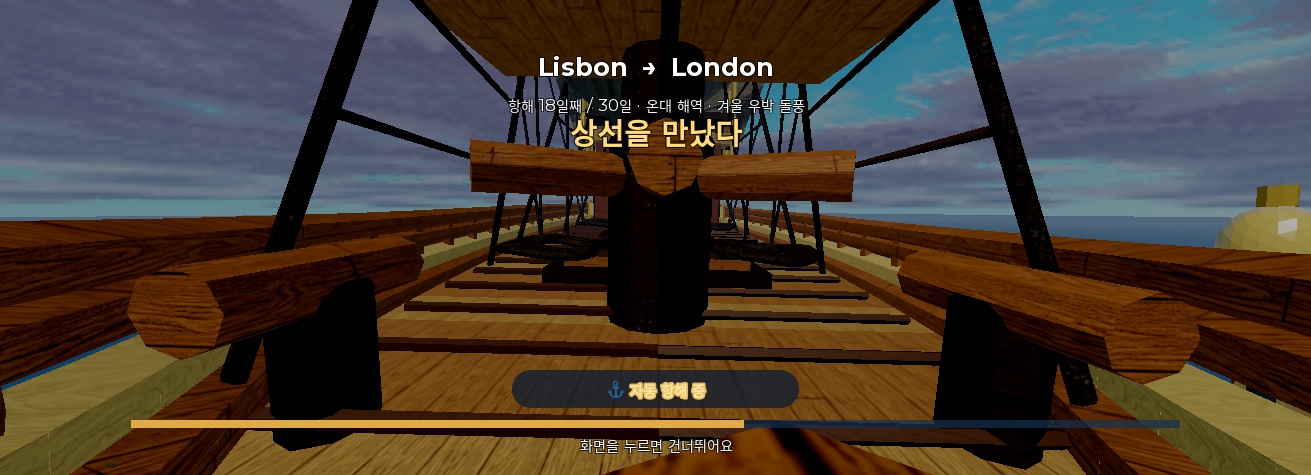 Lisbon → London
항해 18일째 / 30일 · 온대 해역 · 겨울 우박 돌풍
상선을 만났다
⚓ 자동 항해 중
화면을 누르면 건너뛰어요